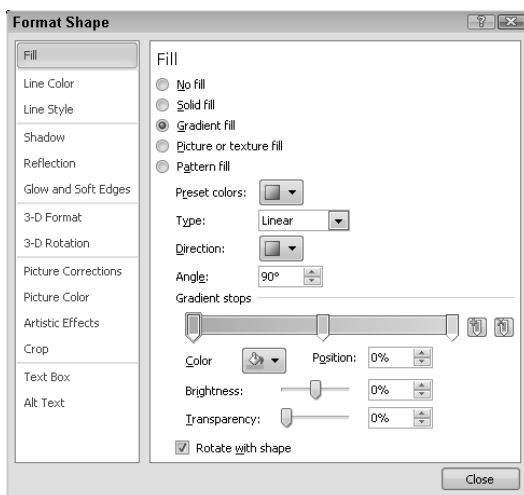 Format Shape
Fill
Line Color
Line Style
Shadow
Reflection
Glow and Soft Edges
3-D Format
3-D Rotation
Picture Corrections
Picture Color
Artistic Effects
Crop
Text Box
Alt Text
Fill
No fill
Solid fill
Gradient fill
Picture or texture fill
Pattern fill
Preset colors:
Type: Linear
Direction:
Angle: 90°
Gradient stops
Color Position: 0%
Brightness: 0%
Transparency: 0%
Rotate with shape
Close